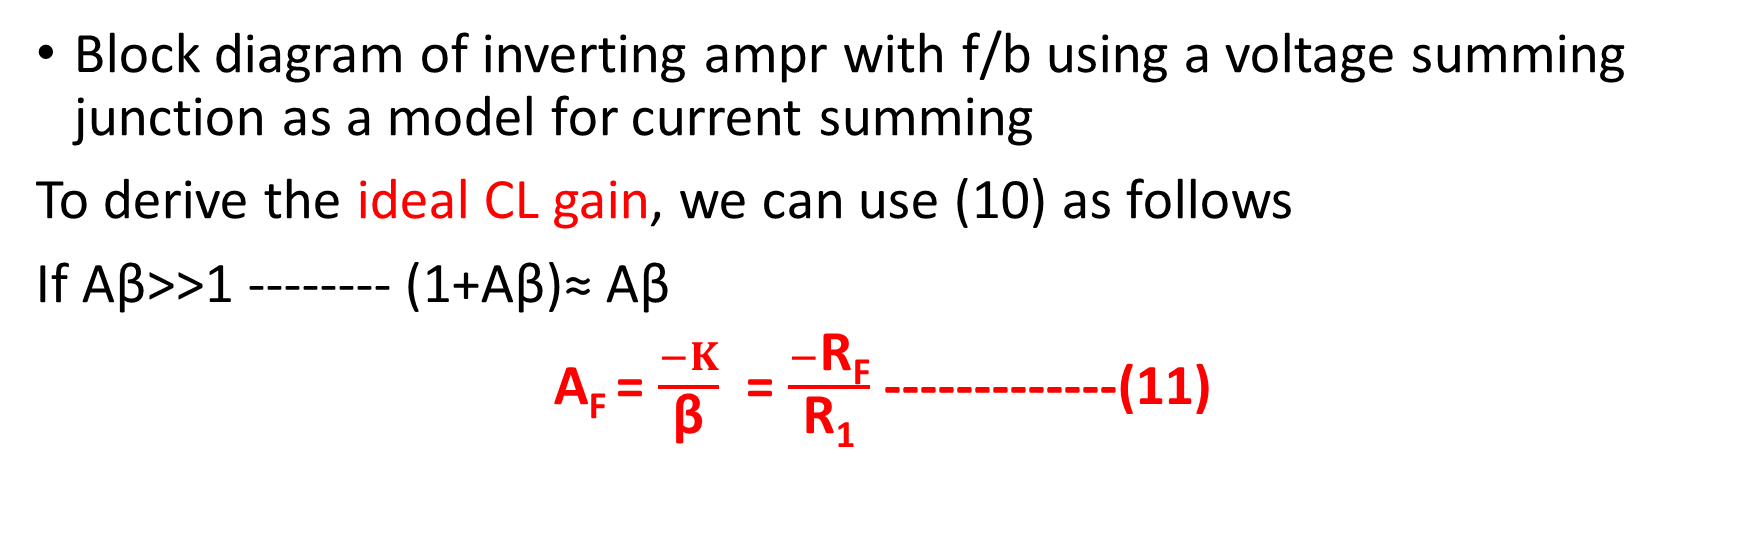 • Block diagram of inverting ampr with f/b using a voltage summing
junction as a model for current summing
To derive the ideal CL gain, we can use (10) as follows
If Aβ>>1 -------- (1+Aβ)≈ Aβ
A_F = −K/β = −R_F/R_1 -------------(11)